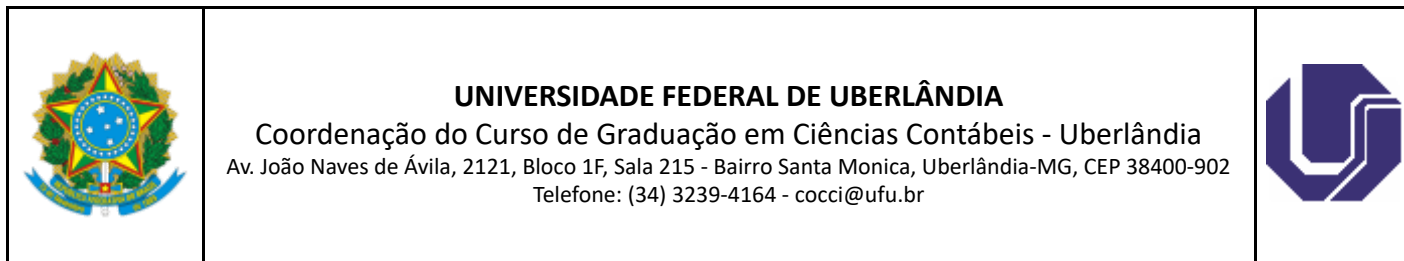 UNIVERSIDADE FEDERAL DE UBERLÂNDIA
Coordenação do Curso de Graduação em Ciências Contábeis - Uberlândia
Av. João Naves de Ávila, 2121, Bloco 1F, Sala 215 - Bairro Santa Monica, Uberlândia-MG, CEP 38400-902
Telefone: (34) 3239-4164 - cocci@ufu.br